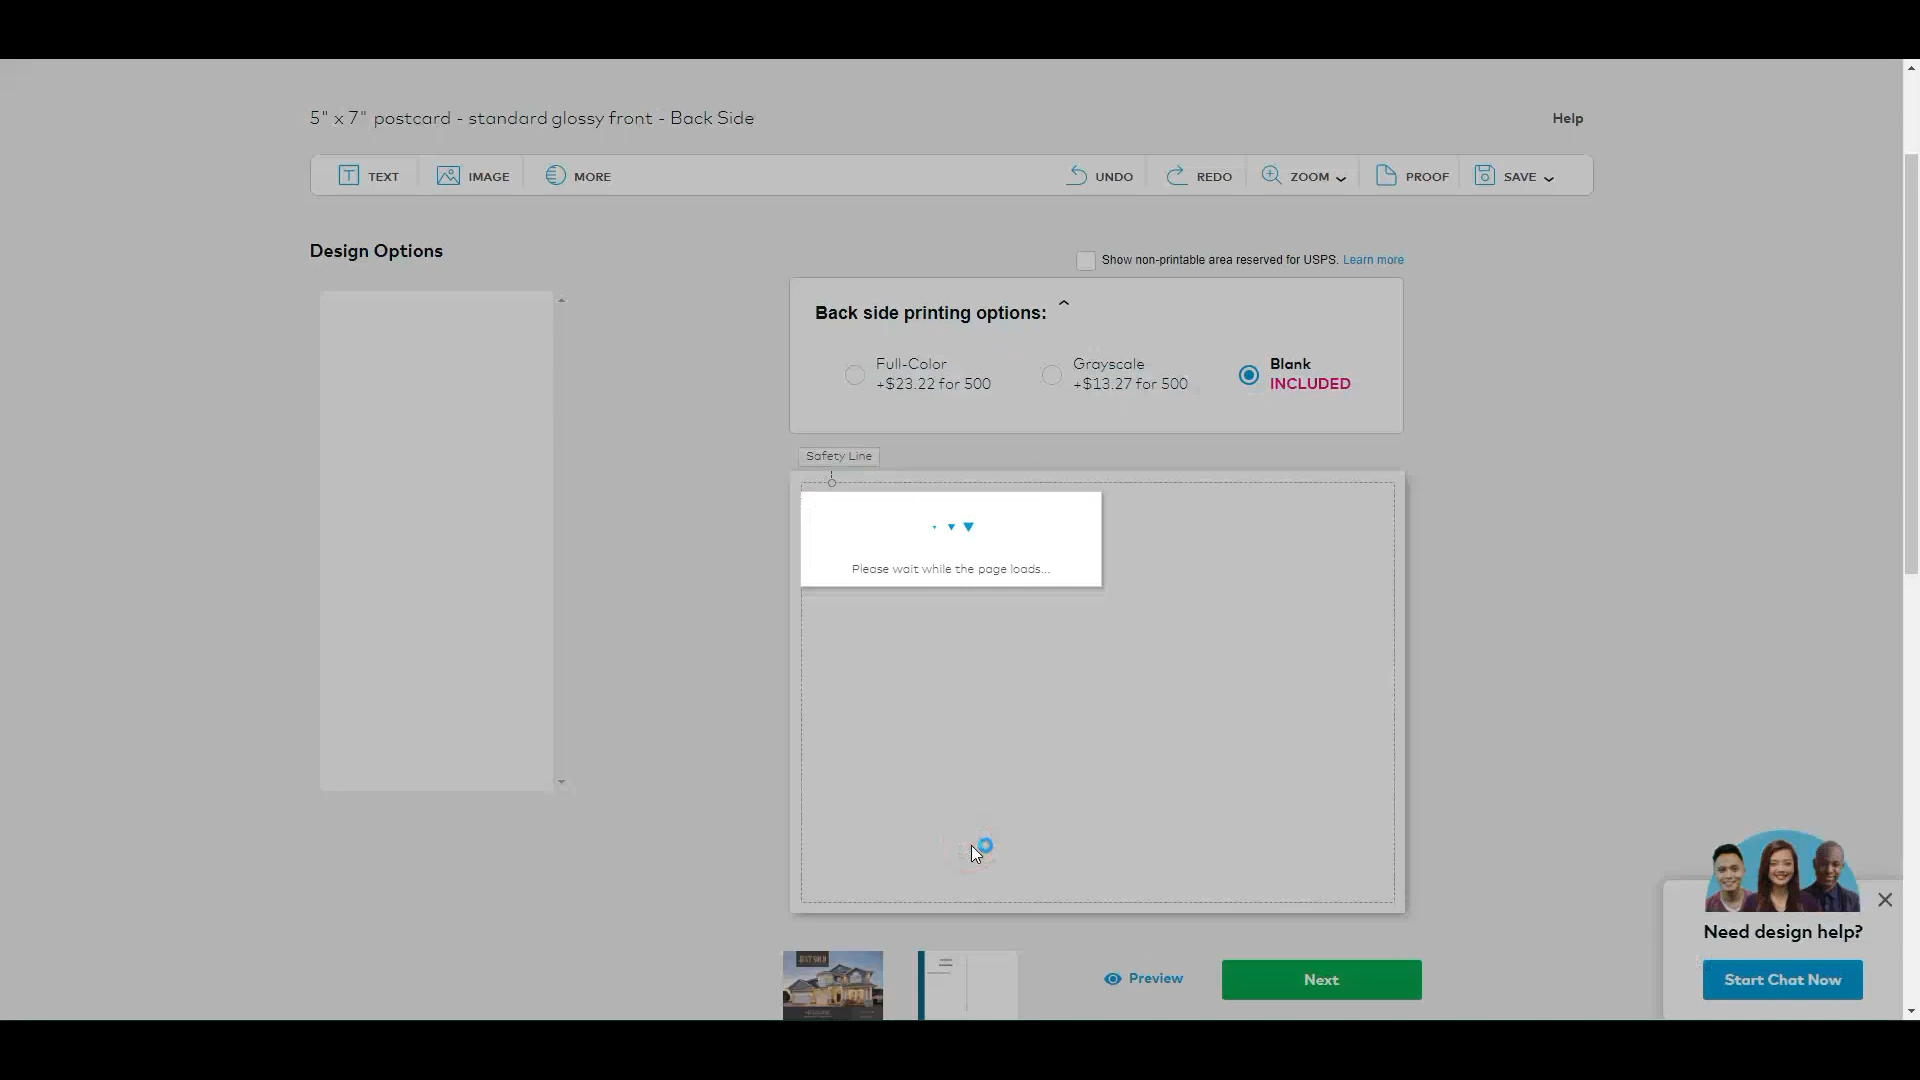 5" x 7" postcard - standard glossy front - Back Side
Help
TEXT
IMAGE
MORE
UNDO
REDO
ZOOM
PROOF
SAVE
Design Options
Show non-printable area reserved for USPS. Learn more
Back side printing options:
Full-Color
+$23.22 for 500
Grayscale
+$13.27 for 500
Blank
INCLUDED
Safety Line
Please wait while the page loads...
JUST SOLD
Preview
Next
Need design help?
Start Chat Now